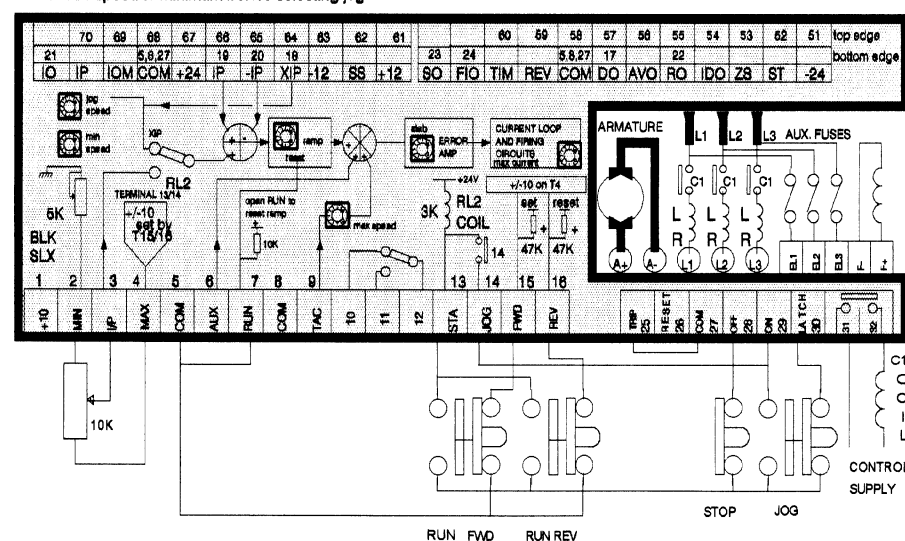 70 69 68 67 66 65 64 63 62 61
60 59 58 57 56 55 54 53 52 51 top edge
21 5,8,27 19 20 18
23 24 5,8,27 17 22 bottom edge
IO IP IOM COM +24 IP -IP XIP -12 SS +12
SO FIO TIM REV COM DO AVO RO IDO ZS ST -24
jog speed
min speed
XIP
RL2
ramp
reset
stab
ERROR AMP
CURRENT LOOP
AND FIRING
CIRCUITS
max current
TERMINAL 13/14
+/-10
set by
T15/16
5K
BLK
SLX
open RUN to
reset ramp
10K
max speed
+24V
3K
RL2
COIL
14
+/-10 on T4
set reset
47K 47K
ARMATURE
L1 L2 L3 AUX. FUSES
C1 C1 C1
L L L
R R R
A+ A- L1 L2 L3
EL1 EL2 EL3 F- F+
1 2 3 4 5 6 7 8 9 10 11 12 13 14 15 16
+10 MIN I/P MAX COM AUX RUN COM TAC STA JOG FWD REV
TRIP 25
RESET 26
COM 27
OFF 28
ON 29
LATCH 30
31
32
10K
C1
C
O
I
L
CONTROL
SUPPLY
STOP JOG
RUN FWD RUN REV